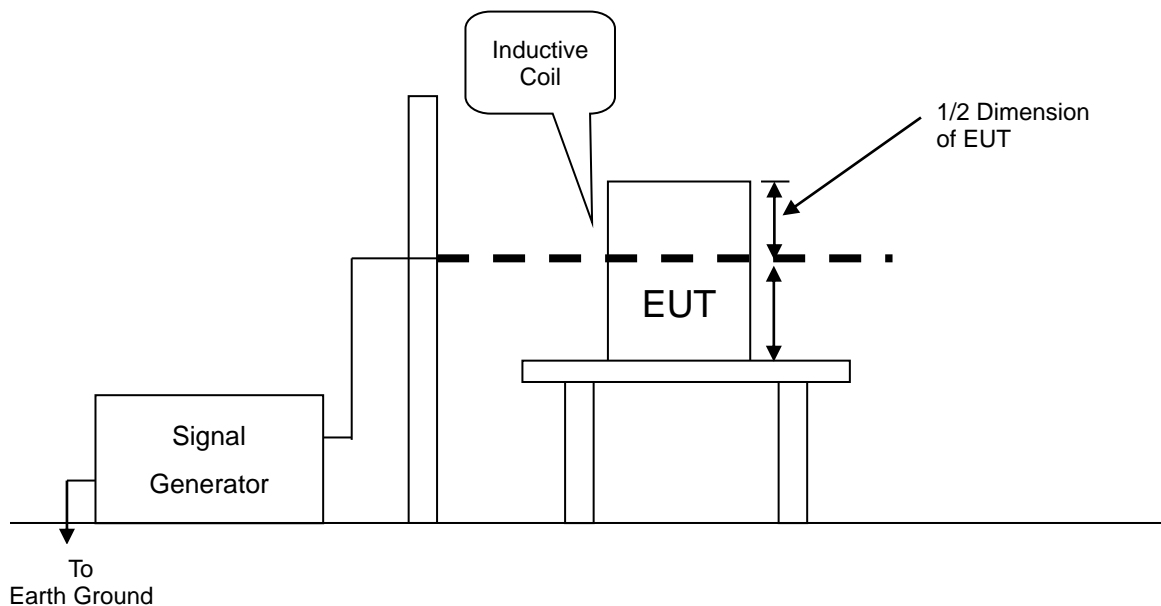 Inductive
Coil
1/2 Dimension
of EUT
EUT
Signal
Generator
To
Earth Ground